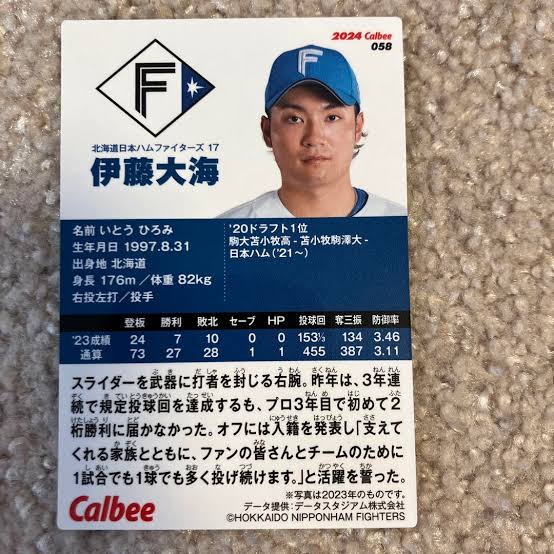 2024 Calbee
058
F
F
北海道日本ハムファイターズ 17
伊藤大海
名前 いとう ひろみ
生年月日 1997.8.31
出身地 北海道
身長 176m/体重 82kg
右投左打/投手
'20ドラフト1位
駒大苫小牧高-苫小牧駒澤大-
日本ハム('21~)
登板 勝利 敗北 セーブ HP 投球回 奪三振 防御率
'23成績 24 7 10 0 0 153⅓ 134 3.46
通算 73 27 28 1 1 455 387 3.11
スライダーを武器に打者を封じる右腕。昨年は、3年連
続で規定投球回を達成するも、プロ3年目で初めて2
桁勝利に届かなかった。オフには入籍を発表し「支えて
くれる家族とともに、ファンの皆さんとチームのために
1試合でも1球でも多く投げ続けます。」と活躍を誓った。
※写真は2023年のものです。
データ提供:データスタジアム株式会社
Calbee
©HOKKAIDO NIPPONHAM FIGHTERS